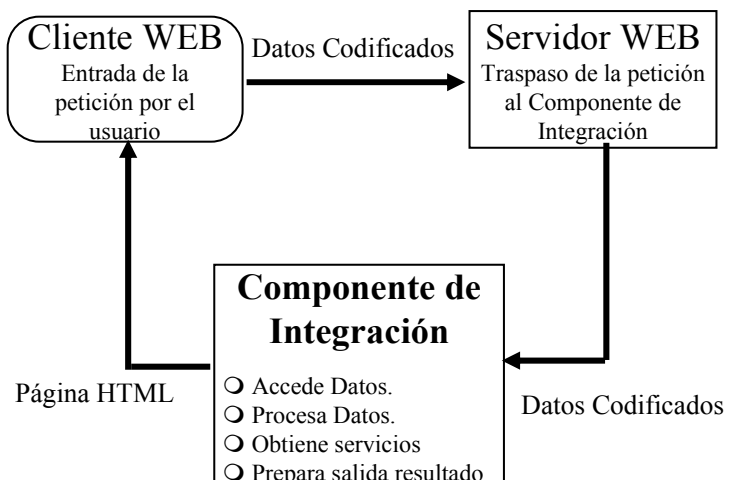 Cliente WEB
Entrada de la
petición por el
usuario
Datos Codificados
Servidor WEB
Traspaso de la petición
al Componente de
Integración
Componente de
Integración
Accede Datos.
Procesa Datos.
Obtiene servicios
Prepara salida resultado
Página HTML
Datos Codificados